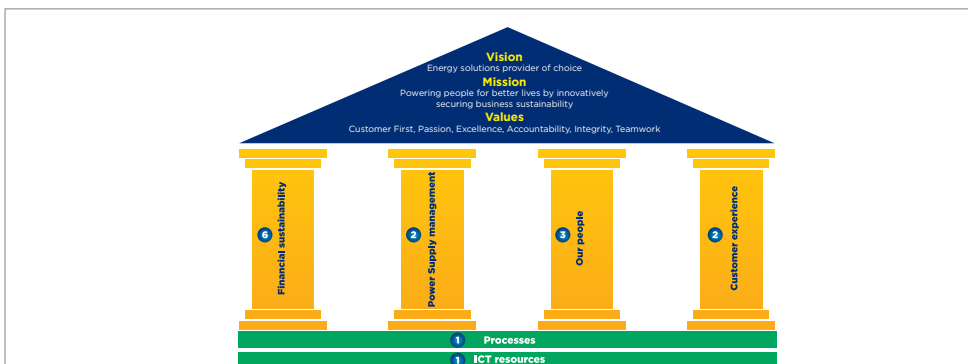 Vision
Energy solutions provider of choice
Mission
Powering people for better lives by innovatively
securing business sustainability
Values
Customer First, Passion, Excellence, Accountability, Integrity, Teamwork
6 Financial sustainability
2 Power Supply management
3 Our people
2 Customer experience
1 Processes
1 ICT resources